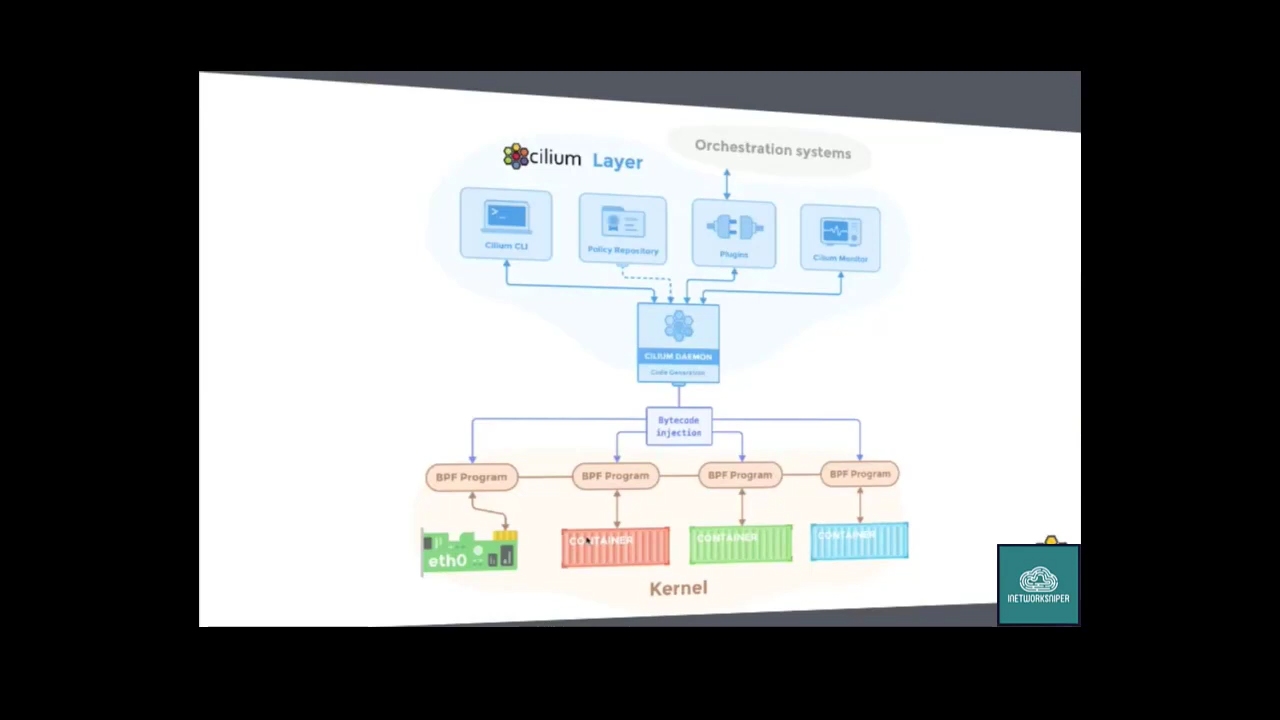 Orchestration systems
cilium Layer
>_
Cilium CLI
Policy Repository
Plugins
Cilium Monitor
CILIUM DAEMON
Code Generation
Bytecode
injection
BPF Program
BPF Program
BPF Program
BPF Program
eth0
CONTAINER
CONTAINER
CONTAINER
Kernel
INETWORKSNIPER